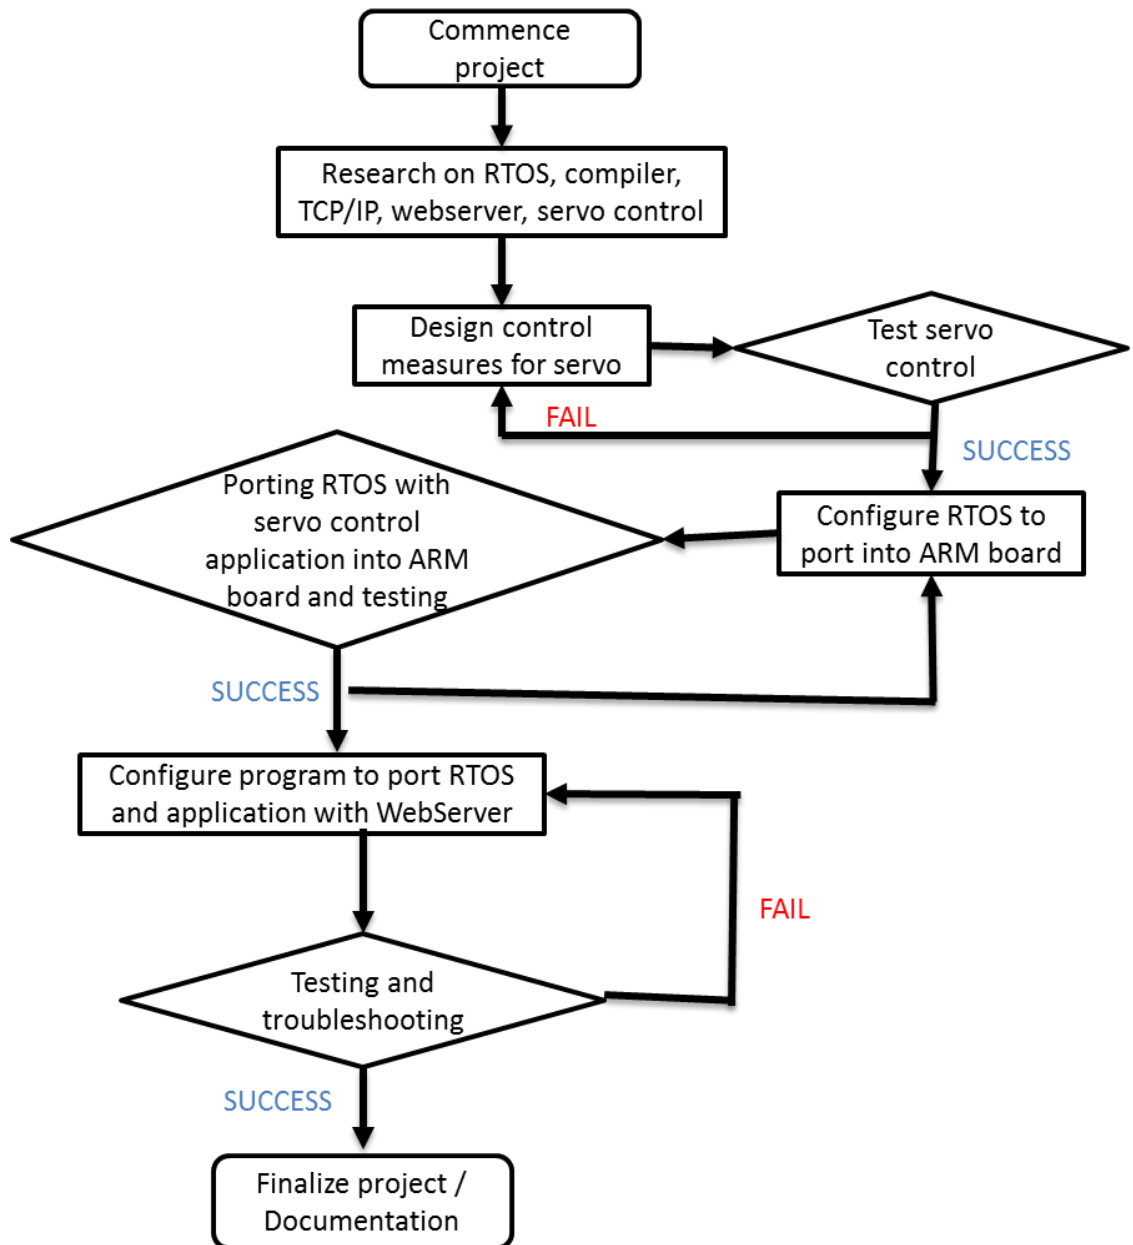 Commence
project
Research on RTOS, compiler,
TCP/IP, webserver, servo control
Design control
measures for servo
Test servo
control
FAIL
SUCCESS
Porting RTOS with
servo control
application into ARM
board and testing
Configure RTOS to
port into ARM board
SUCCESS
Configure program to port RTOS
and application with WebServer
FAIL
Testing and
troubleshooting
SUCCESS
Finalize project /
Documentation